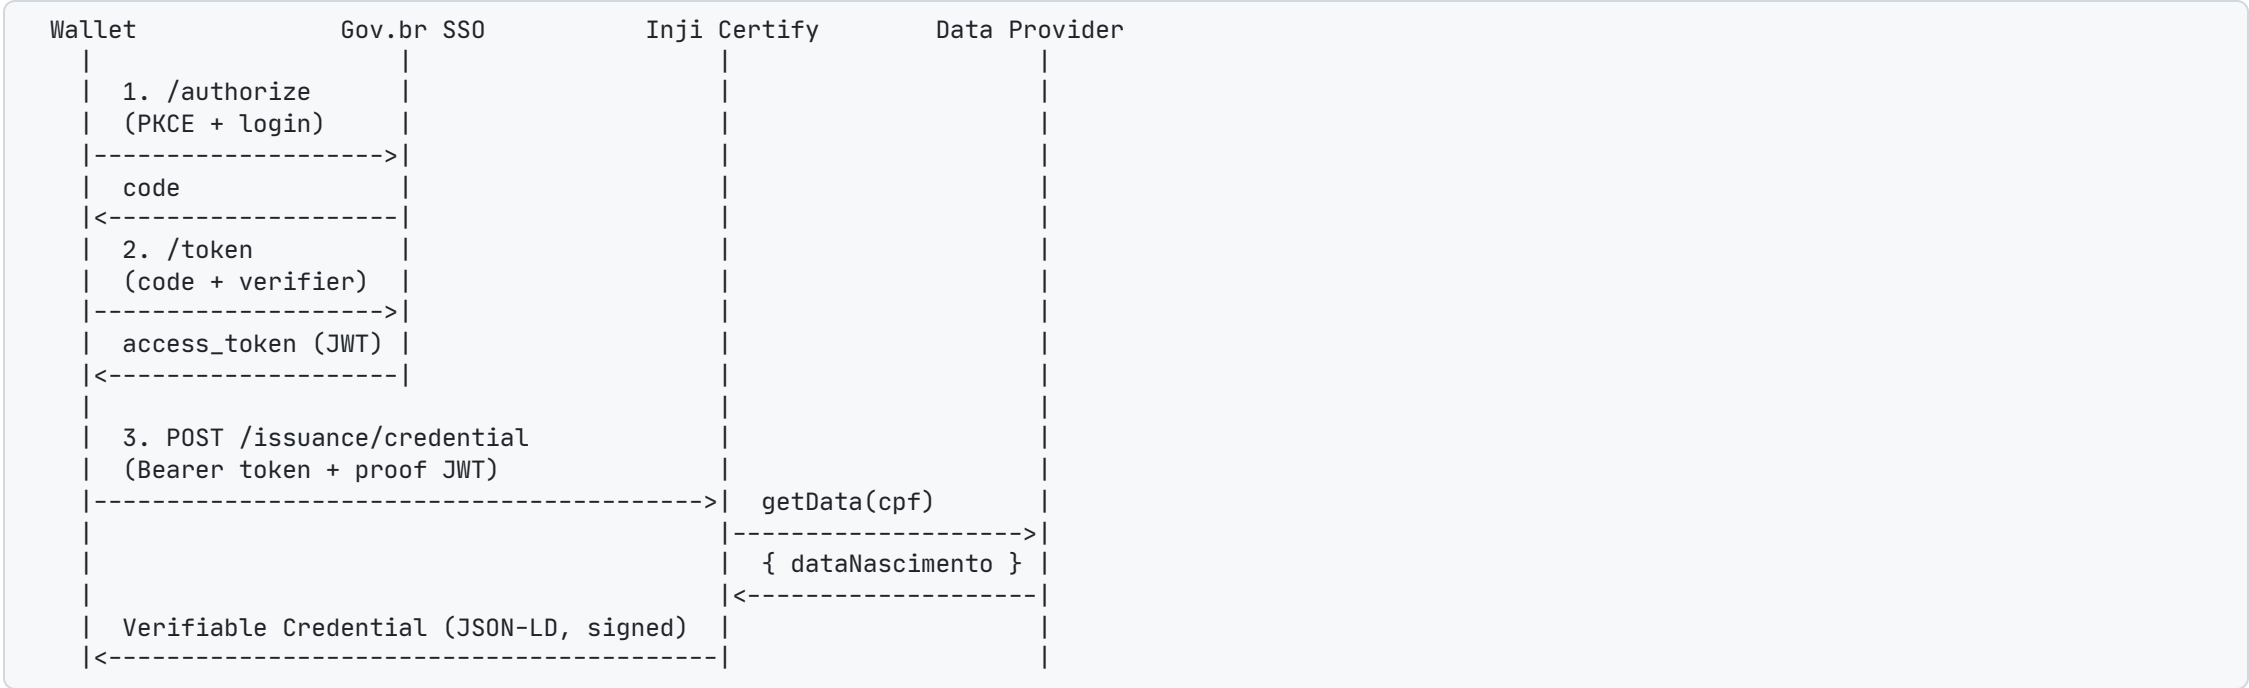 Wallet              Gov.br SSO           Inji Certify        Data Provider
  |                     |                     |                     |
  |  1. /authorize      |                     |                     |
  |  (PKCE + login)     |                     |                     |
  |-------------------->|                     |                     |
  |  code               |                     |                     |
  |<--------------------|                     |                     |
  |  2. /token          |                     |                     |
  |  (code + verifier)  |                     |                     |
  |-------------------->|                     |                     |
  |  access_token (JWT) |                     |                     |
  |<--------------------|                     |                     |
  |                                           |                     |
  |  3. POST /issuance/credential             |                     |
  |  (Bearer token + proof JWT)               |                     |
  |------------------------------------------>|  getData(cpf)       |
  |                                           |-------------------->|
  |                                           |  { dataNascimento } |
  |                                           |<--------------------|
  |  Verifiable Credential (JSON-LD, signed)  |                     |
  |<------------------------------------------|                     |